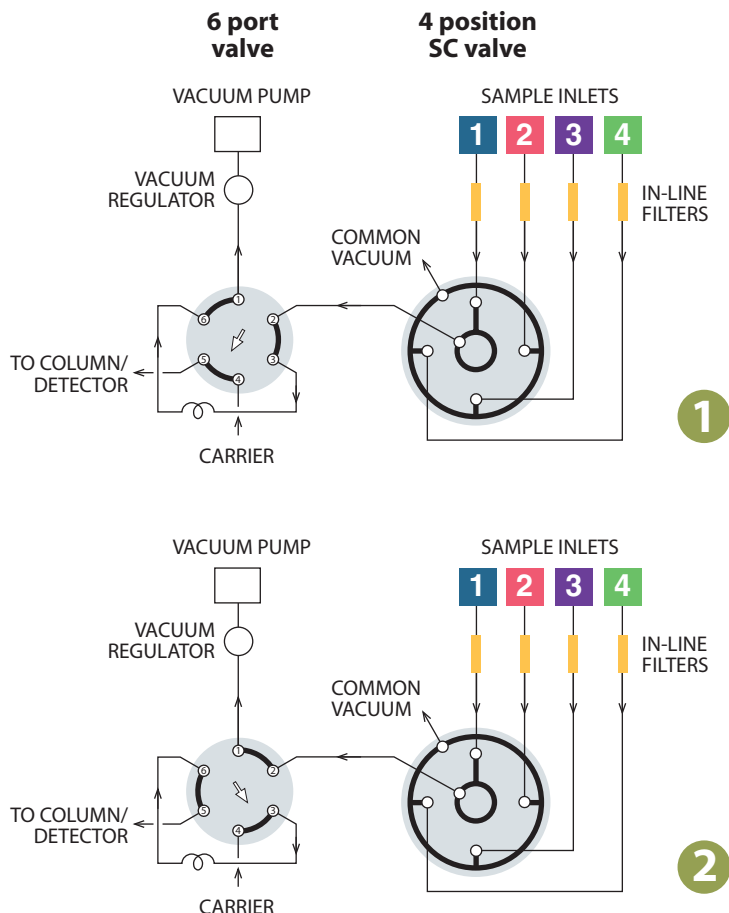 6 port
valve
4 position
SC valve
VACUUM PUMP
SAMPLE INLETS
1 2 3 4
VACUUM
REGULATOR
IN-LINE
FILTERS
COMMON
VACUUM
1
2
3
4
5
6
TO COLUMN/
DETECTOR
CARRIER
1
VACUUM PUMP
SAMPLE INLETS
1 2 3 4
VACUUM
REGULATOR
IN-LINE
FILTERS
COMMON
VACUUM
1
2
3
4
5
6
TO COLUMN/
DETECTOR
CARRIER
2